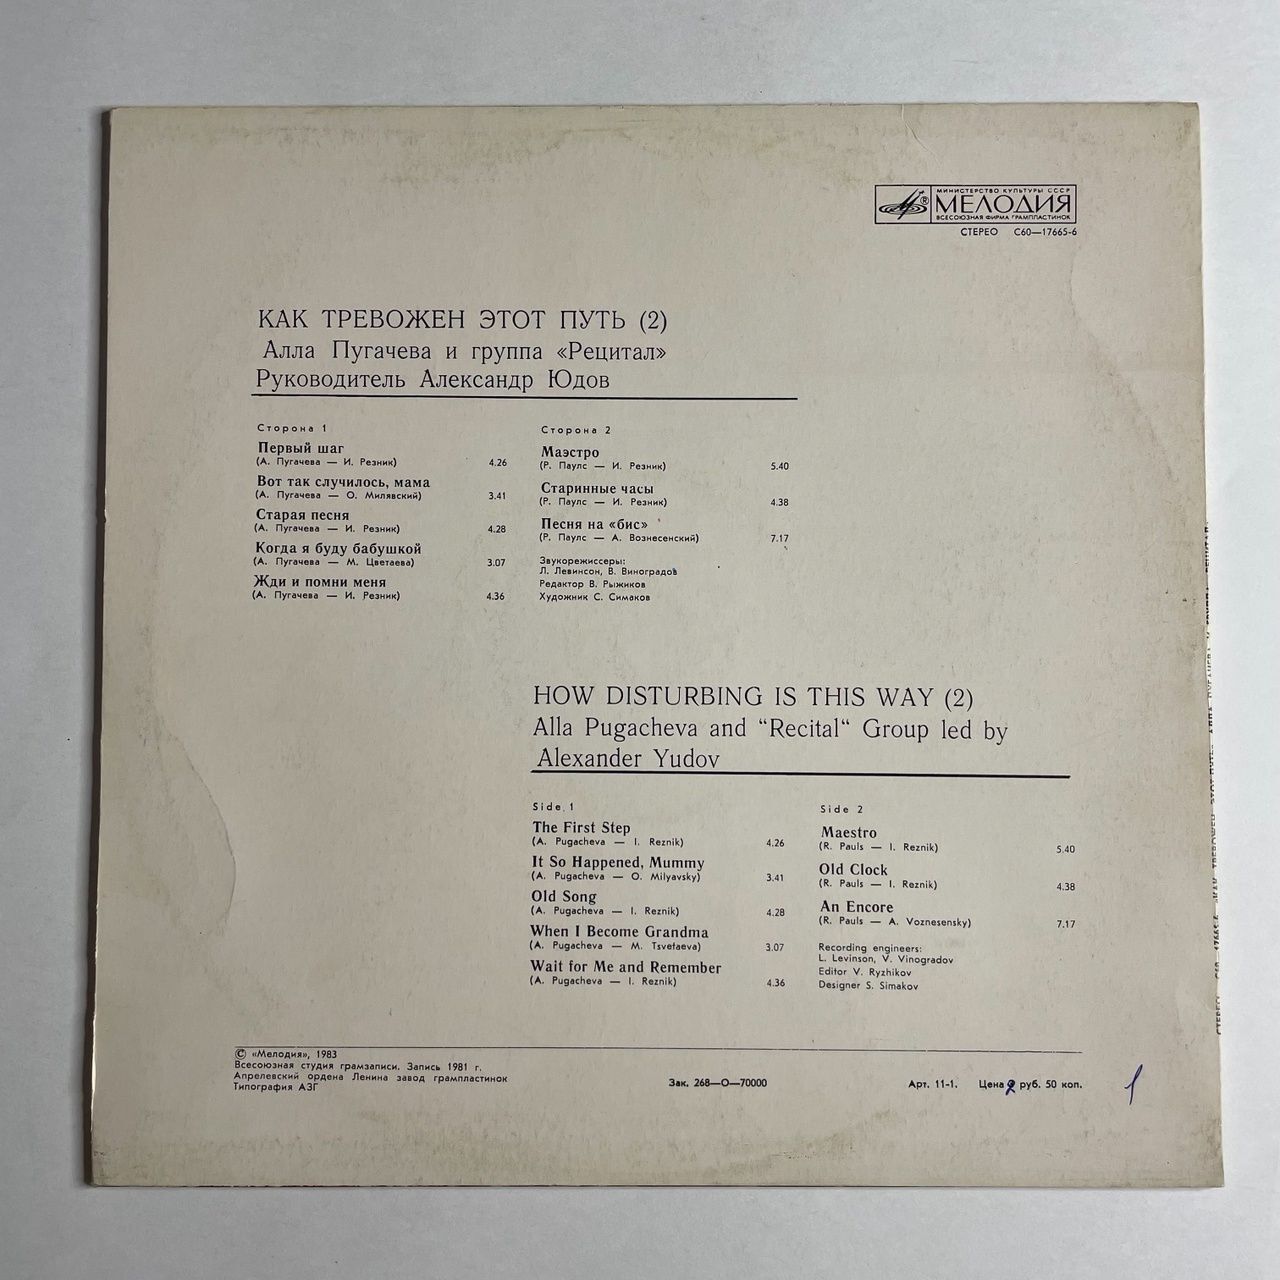 МИНИСТЕРСТВО КУЛЬТУРЫ СССР
® МЕЛОДИЯ
ВСЕСОЮЗНАЯ ФИРМА ГРАМПЛАСТИНОК
СТЕРЕО С60—17665-6
КАК ТРЕВОЖЕН ЭТОТ ПУТЬ (2)
Алла Пугачева и группа «Рецитал»
Руководитель Александр Юдов
Сторона 1
Первый шаг
(А. Пугачева — И. Резник) 4.26
Вот так случилось, мама
(А. Пугачева — О. Милявский) 3.41
Старая песня
(А. Пугачева — И. Резник) 4.28
Когда я буду бабушкой
(А. Пугачева — М. Цветаева) 3.07
Жди и помни меня
(А. Пугачева — И. Резник) 4.36
Сторона 2
Маэстро
(Р. Паулс — И. Резник) 5.40
Старинные часы
(Р. Паулс — И. Резник) 4.38
Песня на «бис»
(Р. Паулс — А. Вознесенский) 7.17
Звукорежиссеры:
Л. Левинсон, В. Виноградов
Редактор В. Рыжиков
Художник С. Симаков
HOW DISTURBING IS THIS WAY (2)
Alla Pugacheva and “Recital“ Group led by
Alexander Yudov
Side 1
The First Step
(A. Pugacheva — I. Reznik) 4.26
It So Happened, Mummy
(A. Pugacheva — O. Milyavsky) 3.41
Old Song
(A. Pugacheva — I. Reznik) 4.28
When I Become Grandma
(A. Pugacheva — M. Tsvetaeva) 3.07
Wait for Me and Remember
(A. Pugacheva — I. Reznik) 4.36
Side 2
Maestro
(R. Pauls — I. Reznik) 5.40
Old Clock
(R. Pauls — I. Reznik) 4.38
An Encore
(R. Pauls — A. Voznesensky) 7.17
Recording engineers:
L. Levinson, V. Vinogradov
Editor V. Ryzhikov
Designer S. Simakov
© «Мелодия», 1983
Всесоюзная студия грамзаписи. Запись 1981 г.
Апрелевский ордена Ленина завод грампластинок
Типография АЗГ
Зак. 268—О—70000
Арт. 11-1. Цена 2 руб. 50 коп.
1